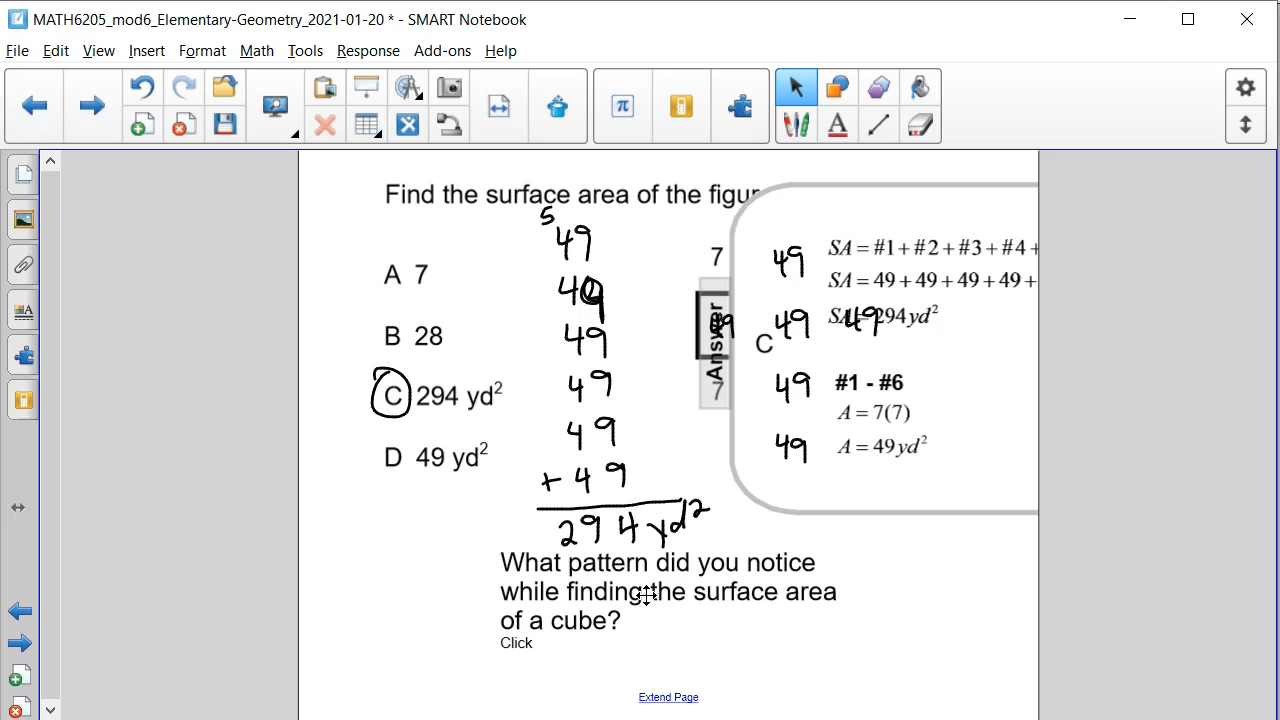 MATH6205_mod6_Elementary-Geometry_2021-01-20 * - SMART Notebook
File Edit View Insert Format Math Tools Response Add-ons Help
Find the surface area of the figur
A 7
B 28
C 294 yd²
D 49 yd²
5
49
49
49
49
49
+ 49
294 yd²
7
Answer
7
49
C
49
49
49
49
49
SA = #1 + #2 + #3 + #4 +
SA = 49 + 49 + 49 + 49 +
SA = 294 yd²
#1 - #6
A = 7(7)
A = 49 yd²
What pattern did you notice
while finding the surface area
of a cube?
Click
Extend Page